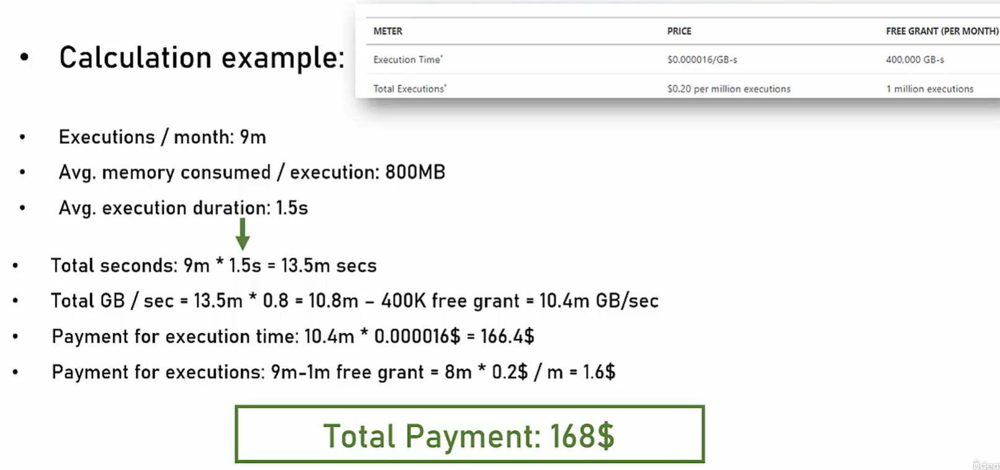 • Calculation example:
METER PRICE FREE GRANT (PER MONTH)
Execution Time* $0.000016/GB-s 400,000 GB-s
Total Executions* $0.20 per million executions 1 million executions
• Executions / month: 9m
• Avg. memory consumed / execution: 800MB
• Avg. execution duration: 1.5s
• Total seconds: 9m * 1.5s = 13.5m secs
• Total GB / sec = 13.5m * 0.8 = 10.8m – 400K free grant = 10.4m GB/sec
• Payment for execution time: 10.4m * 0.000016$ = 166.4$
• Payment for executions: 9m-1m free grant = 8m * 0.2$ / m = 1.6$
Total Payment: 168$